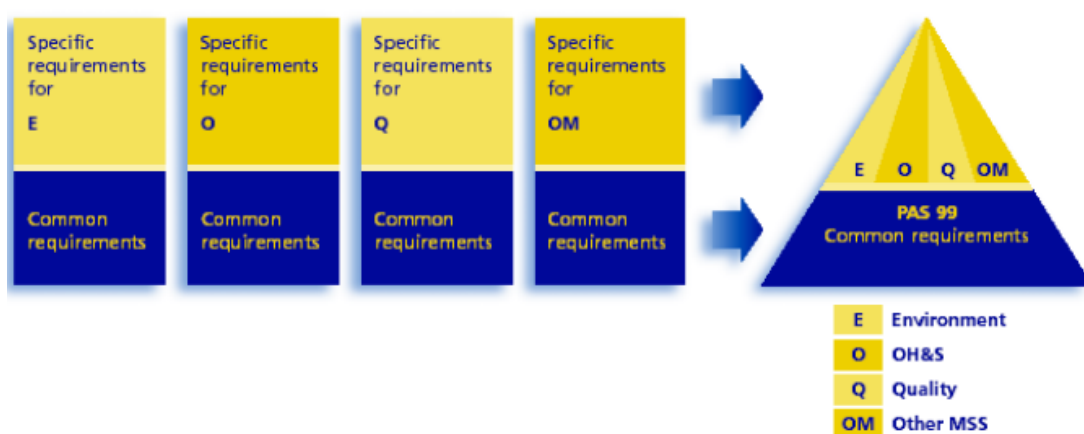 Specific
requirements
for
E
Specific
requirements
for
O
Specific
requirements
for
Q
Specific
requirements
for
OM
Common
requirements
Common
requirements
Common
requirements
Common
requirements
E O Q OM
PAS 99
Common requirements
E Environment
O OH&S
Q Quality
OM Other MSS